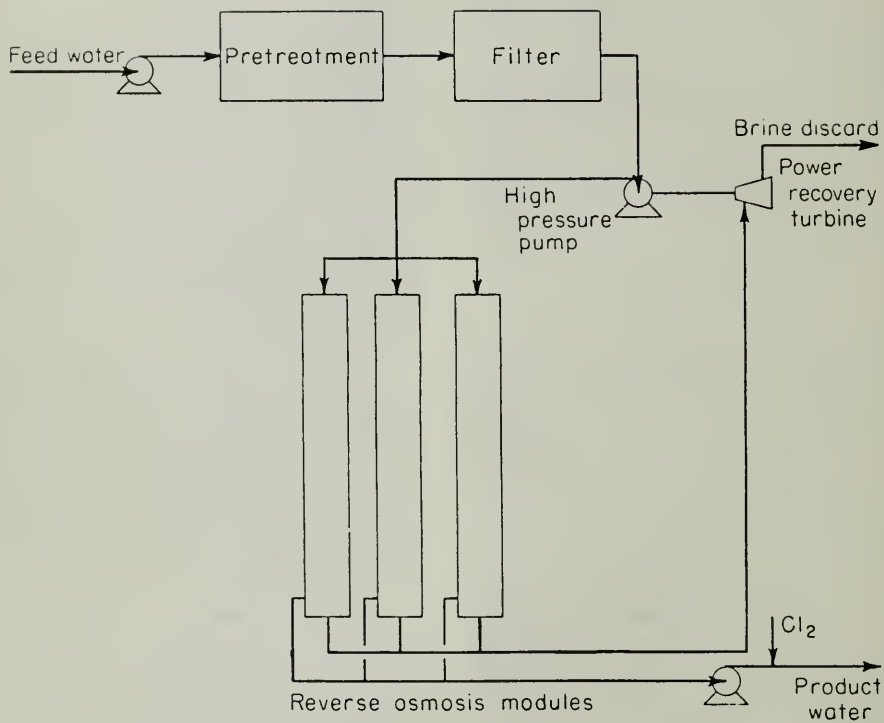 Feed water
Pretreatment
Filter
Brine discard
Power
recovery
turbine
High
pressure
pump
Cl₂
Product
water
Reverse osmosis modules